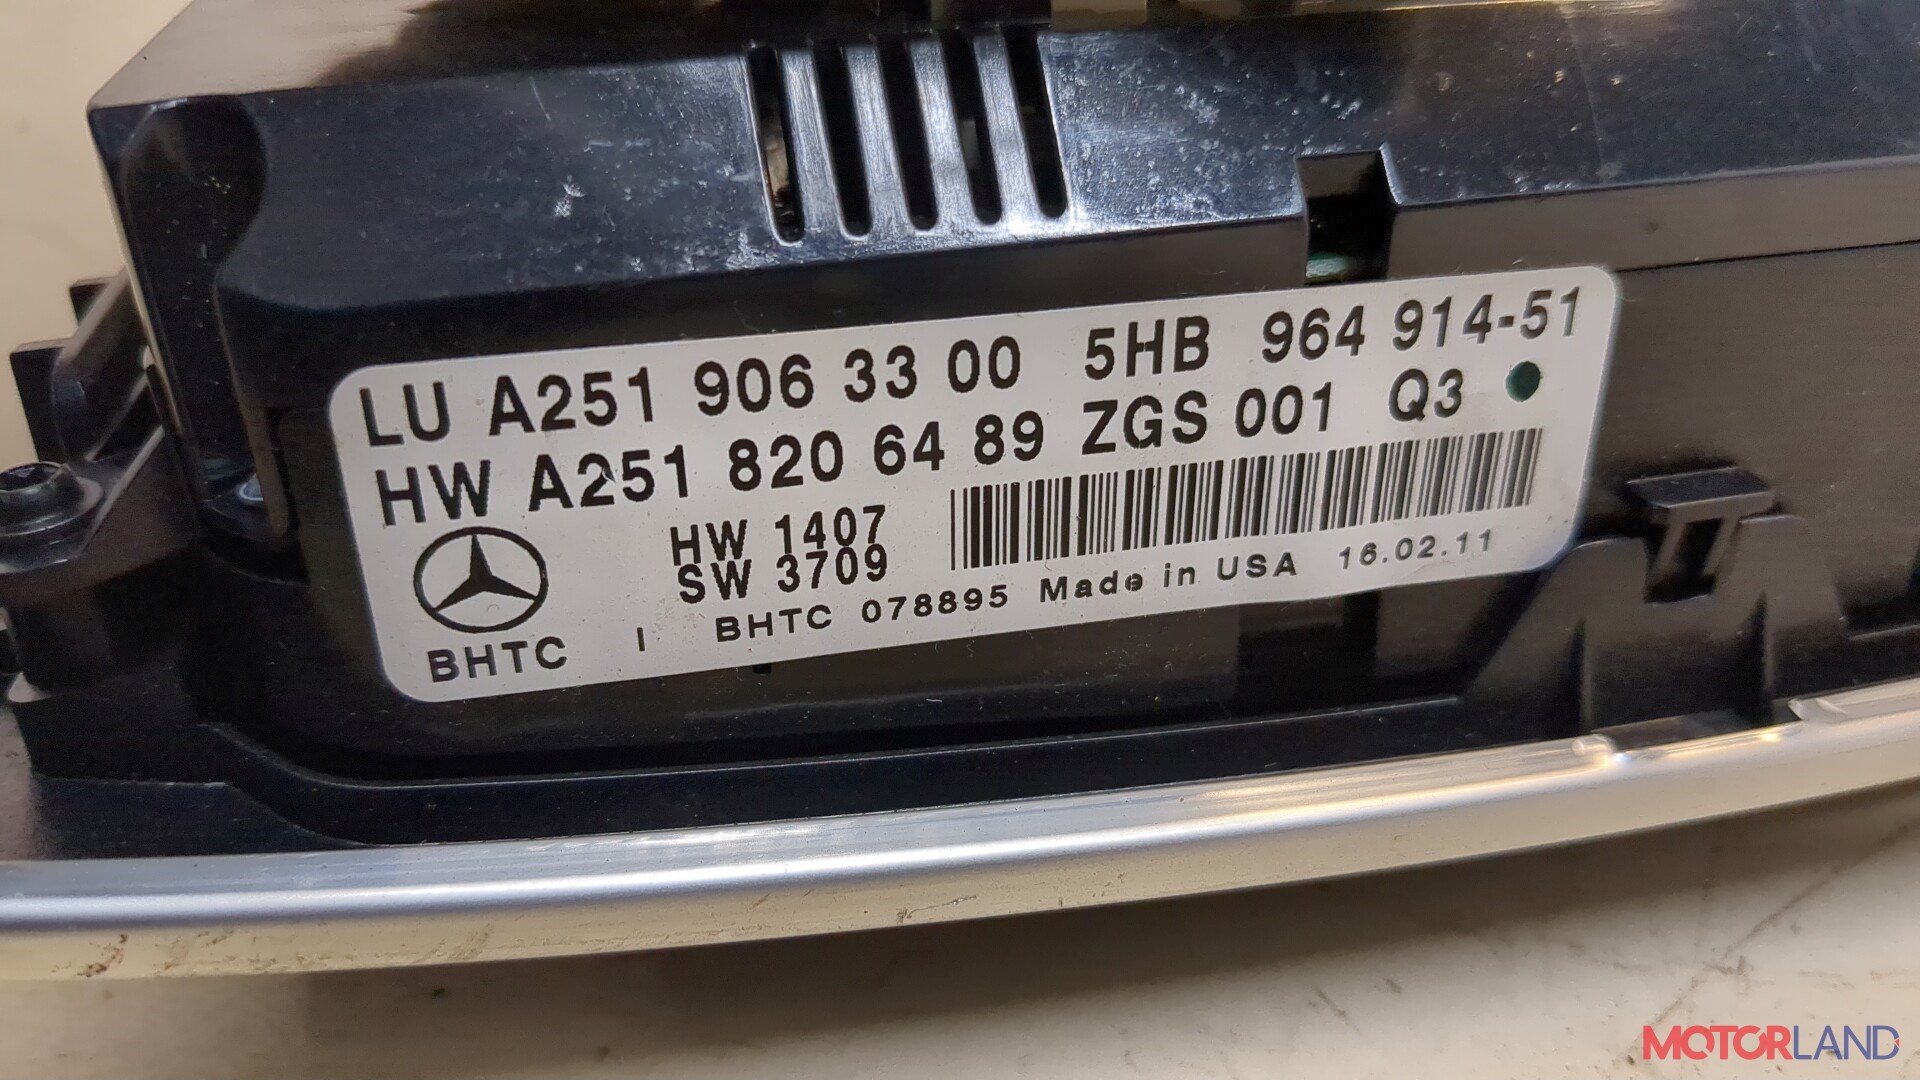 LU A251 906 33 00 5HB 964 914-51
HW A251 820 64 89 ZGS 001 Q3
HW 1407
SW 3709
BHTC
I BHTC 078895 Made in USA 16.02.11
MOTORLAND